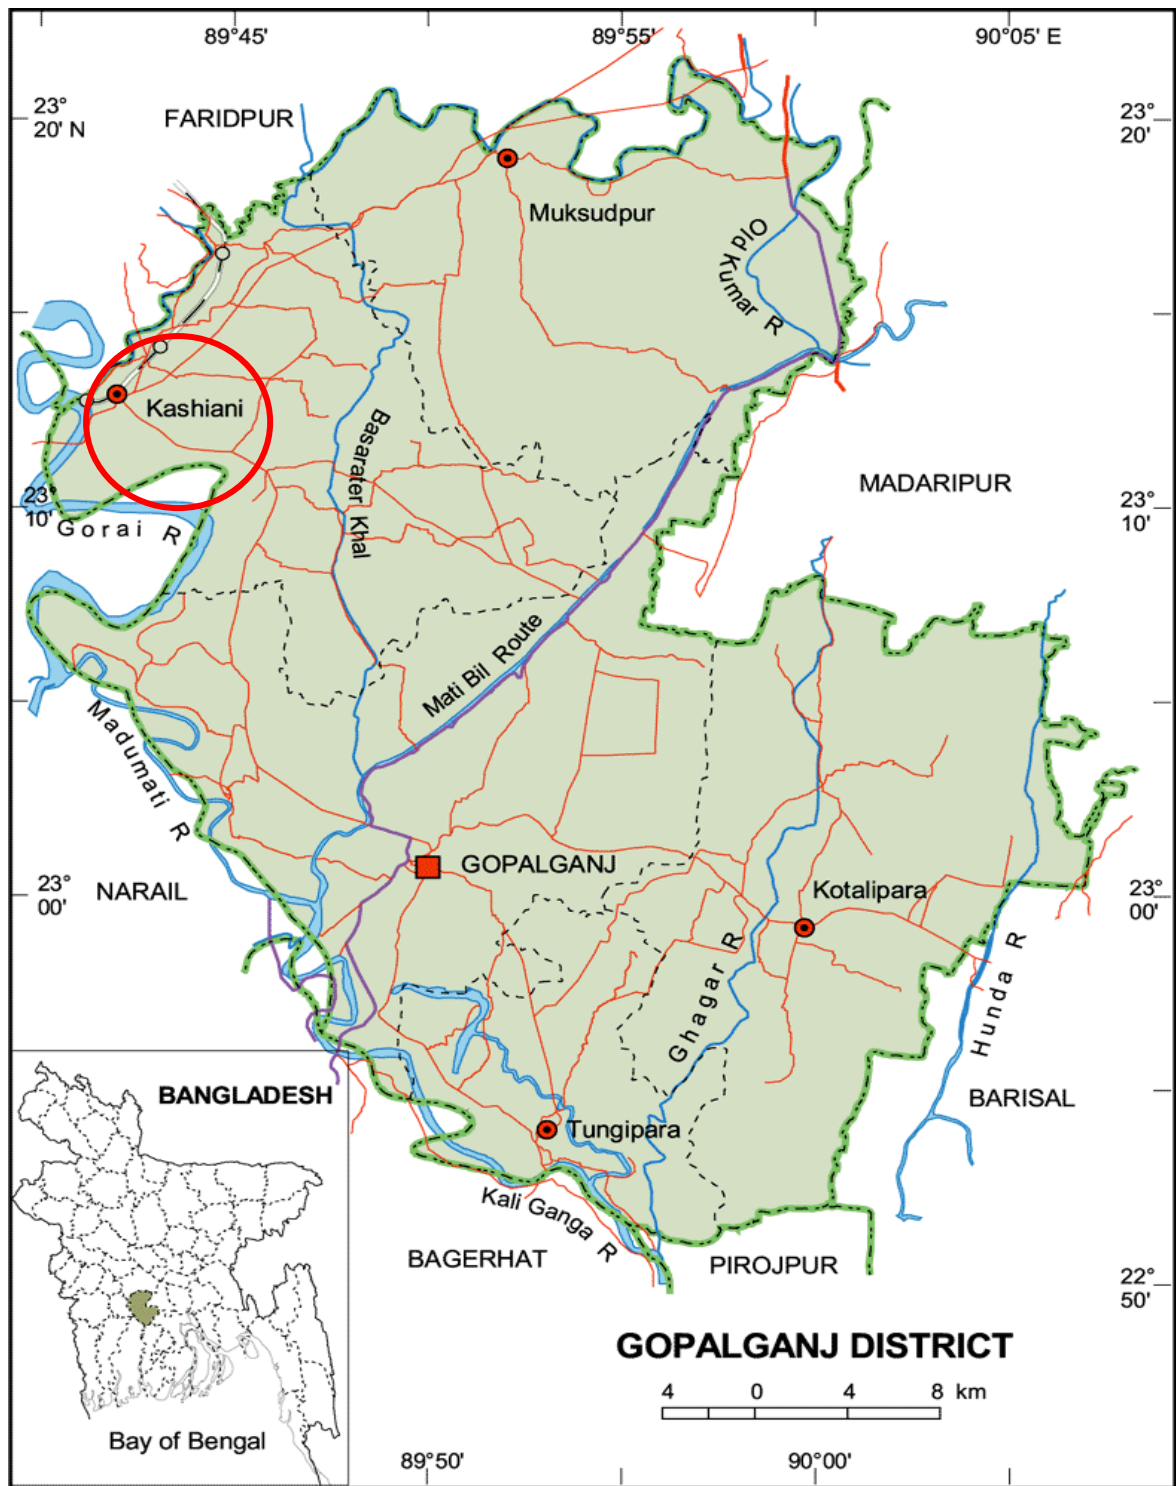 89°45'
89°55'
90°05' E
23°
20' N
23°
20'
FARIDPUR
Muksudpur
Old Kumar R
Kashiani
Basarater Khal
MADARIPUR
23°
10'
23°
10'
Gorai R
Mati Bil Route
Madumati R
GOPALGANJ
Kotalipara
NARAIL
23°
00'
23°
00'
Ghagar R
Hunda R
BANGLADESH
BARISAL
Tungipara
Kali Ganga R
BAGERHAT
PIROJPUR
22°
50'
GOPALGANJ DISTRICT
4 0 4 8 km
Bay of Bengal
89°50'
90°00'